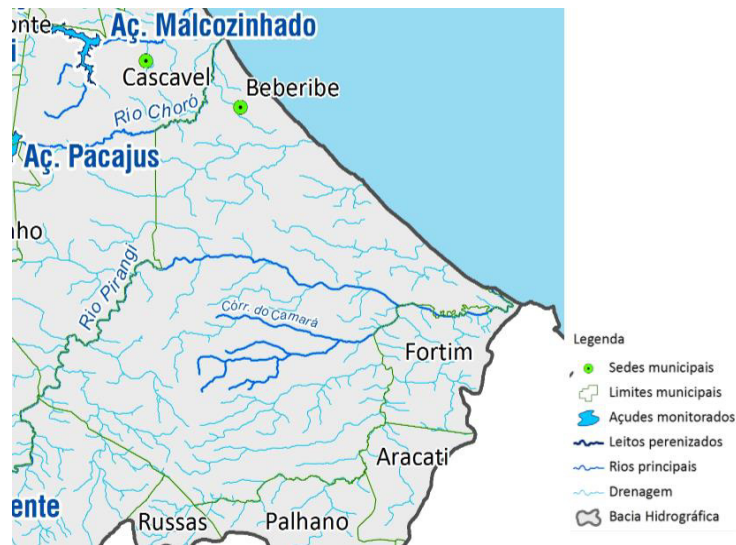 onte
i
Aç. Malcozinhado
Cascavel
Beberibe
Rio Choró
Aç. Pacajus
nho
Rio Pirangi
Córr. do Camará
Fortim
Aracati
ente
Russas
Palhano
Legenda
Sedes municipais
Limites municipais
Açudes monitorados
Leitos perenizados
Rios principais
Drenagem
Bacia Hidrográfica